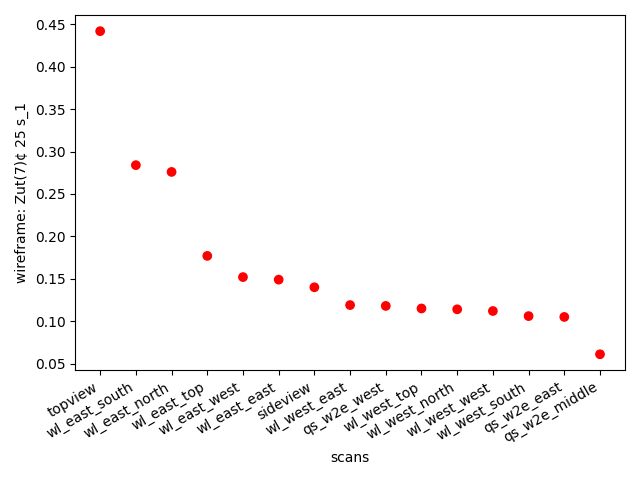 0.45
0.40
0.35
0.30
0.25
0.20
0.15
0.10
0.05
wireframe: Zut(7)¢ 25 s_1
topview
wl_east_south
wl_east_north
wl_east_top
wl_east_west
wl_east_east
sideview
wl_west_east
qs_w2e_west
wl_west_top
wl_west_north
wl_west_west
wl_west_south
qs_w2e_east
qs_w2e_middle
scans